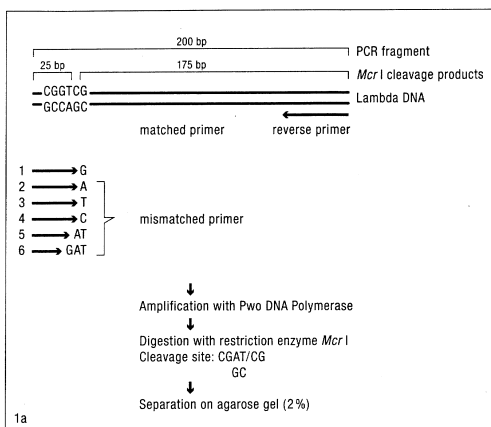 200 bp
PCR fragment
25 bp 175 bp
Mcr I cleavage products
CGGTCG
GCCAGC
Lambda DNA
matched primer reverse primer
1 G
2 A
3 T
4 C
5 AT
6 GAT
mismatched primer
Amplification with Pwo DNA Polymerase
Digestion with restriction enzyme Mcr I
Cleavage site: CGAT/CG
GC
Separation on agarose gel (2%)
1a